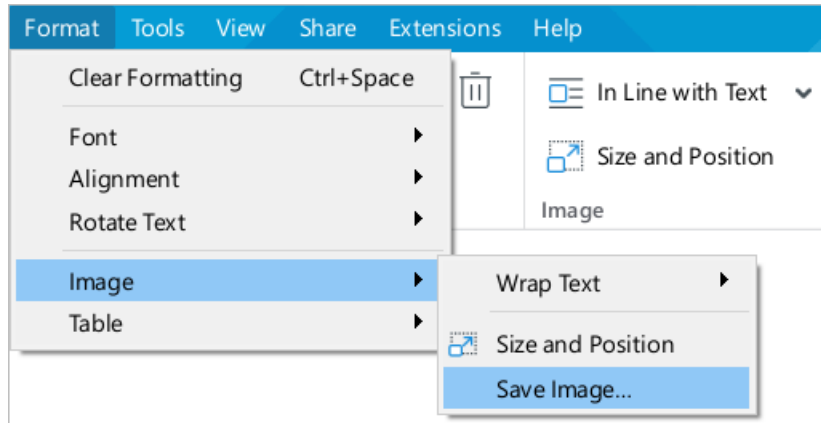 Format Tools View Share Extensions Help
Clear Formatting Ctrl+Space
Font
Alignment
Rotate Text
Image
Table
In Line with Text
Size and Position
Image
Wrap Text
Size and Position
Save Image...